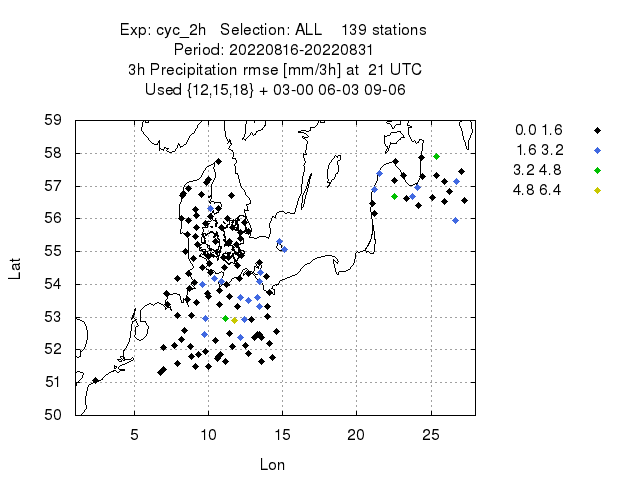 Exp: cyc_2h Selection: ALL 139 stations
Period: 20220816-20220831
3h Precipitation rmse [mm/3h] at 21 UTC
Used {12,15,18} + 03-00 06-03 09-06
59
58
57
56
55
54
53
52
51
50
5 10 15 20 25
Lat
Lon
0.0 1.6
1.6 3.2
3.2 4.8
4.8 6.4